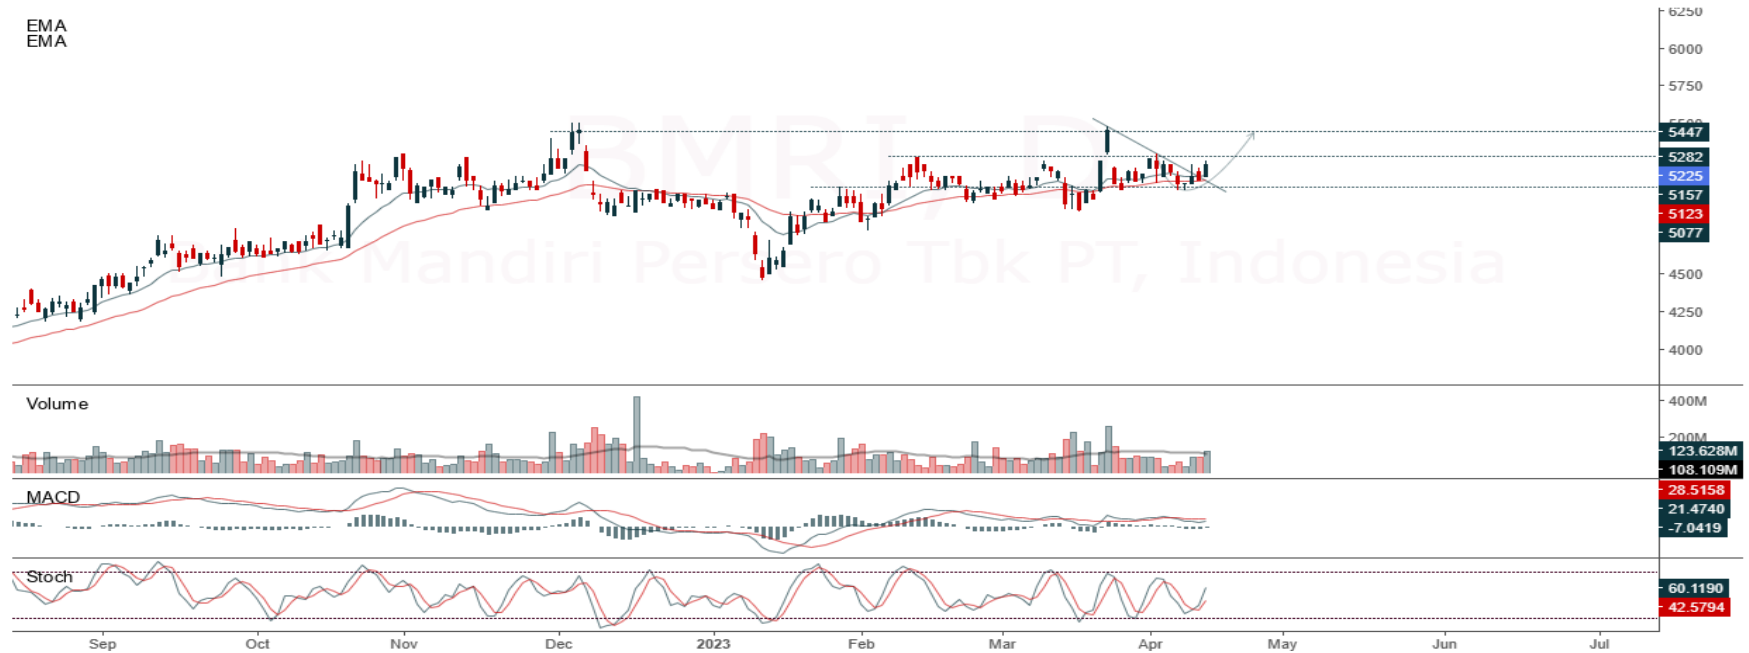 EMA
EMA
BMRI, D
Bank Mandiri Persero Tbk PT, Indonesia
6250
6000
5750
5500
5447
5282
5225
5157
5123
5077
4500
4250
4000
Volume
400M
200M
123.628M
108.109M
MACD
28.5158
21.4740
-7.0419
Stoch
60.1190
42.5794
Sep Oct Nov Dec 2023 Feb Mar Apr May Jun Jul